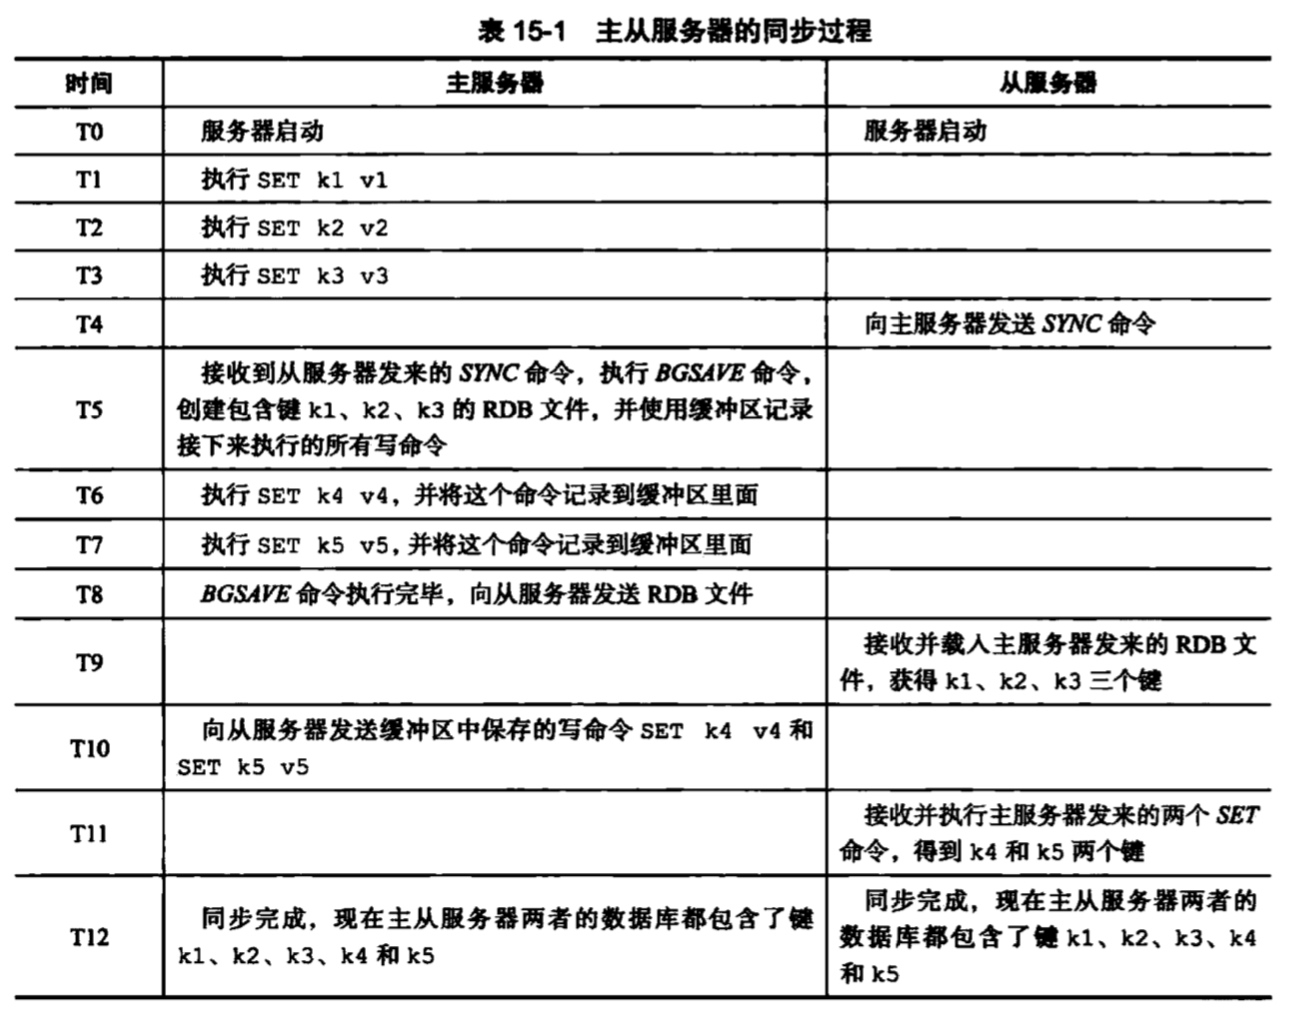 表 15-1 主从服务器的同步过程
时间 主服务器 从服务器
T0 服务器启动 服务器启动
T1 执行 SET k1 v1
T2 执行 SET k2 v2
T3 执行 SET k3 v3
T4 向主服务器发送 SYNC 命令
T5
接收到从服务器发来的 SYNC 命令，执行 BGSAVE 命令，
创建包含键 k1、k2、k3 的 RDB 文件，并使用缓冲区记录
接下来执行的所有写命令
T6 执行 SET k4 v4，并将这个命令记录到缓冲区里面
T7 执行 SET k5 v5，并将这个命令记录到缓冲区里面
T8 BGSAVE 命令执行完毕，向从服务器发送 RDB 文件
T9
接收并载入主服务器发来的 RDB 文
件，获得 k1、k2、k3 三个键
T10
向从服务器发送缓冲区中保存的写命令 SET k4 v4 和
SET k5 v5
T11
接收并执行主服务器发来的两个 SET
命令，得到 k4 和 k5 两个键
T12
同步完成，现在主从服务器两者的数据库都包含了键
k1、k2、k3、k4 和 k5
同步完成，现在主从服务器两者的
数据库都包含了键 k1、k2、k3、k4
和 k5